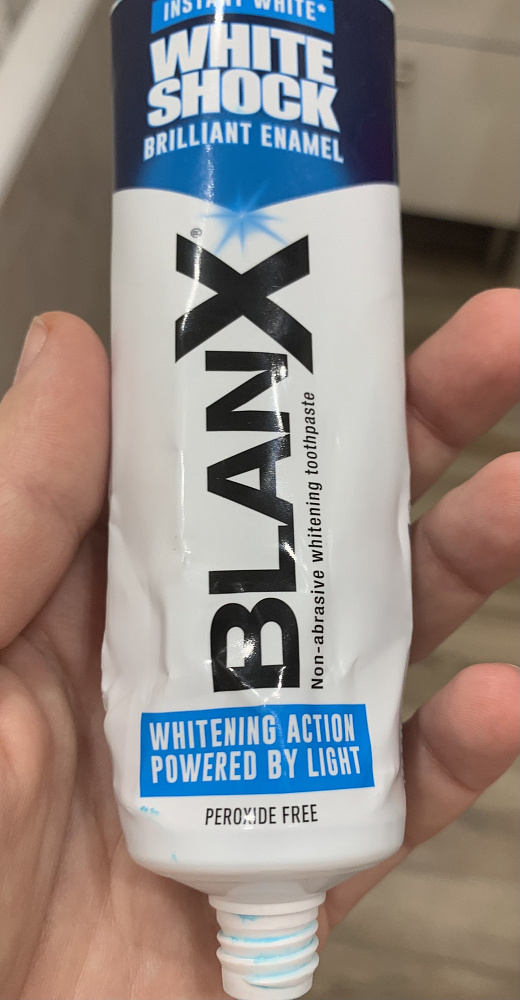 INSTANT WHITE*
WHITE
SHOCK
BRILLIANT ENAMEL
BLANX®
Non-abrasive whitening toothpaste
WHITENING ACTION
POWERED BY LIGHT
PEROXIDE FREE